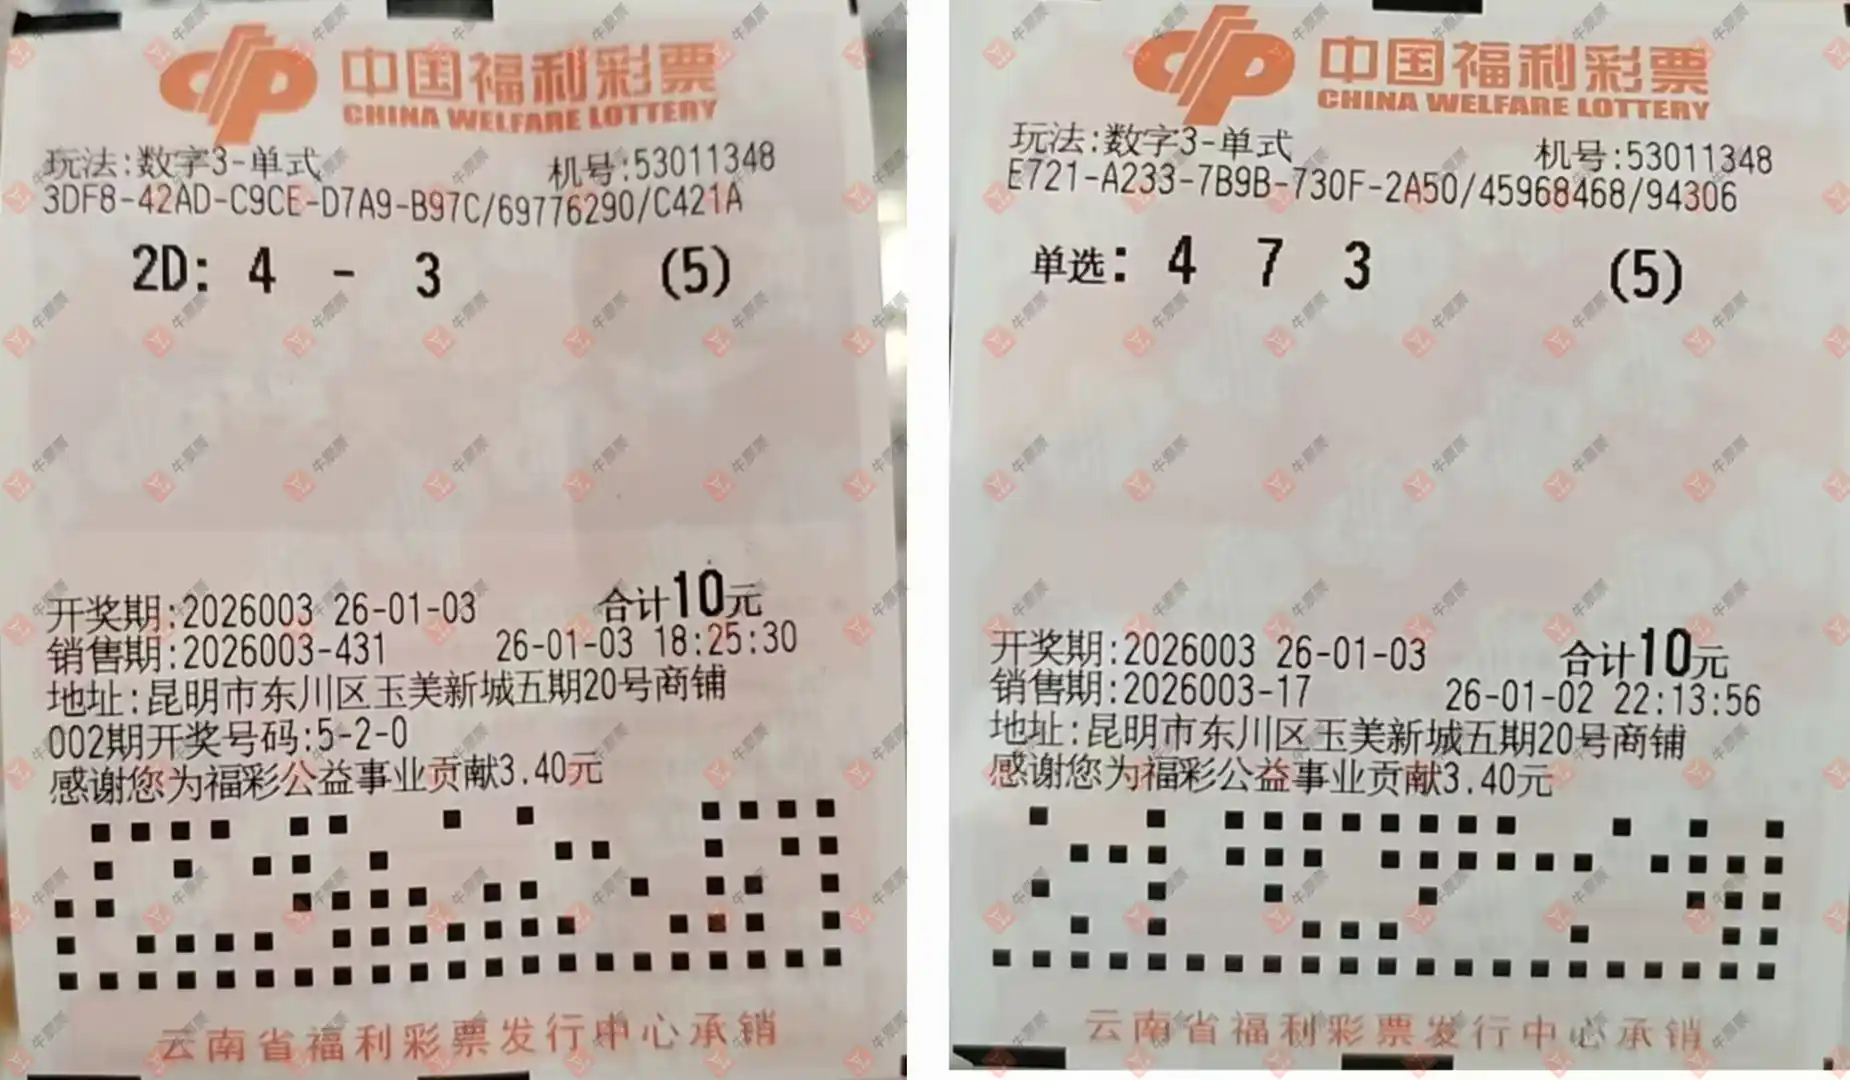 中国福利彩票
CHINA WELFARE LOTTERY
玩法:数字3-单式
机号:53011348
3DF8-42AD-C9CE-D7A9-B97C/69776290/C421A
2D: 4 - 3 (5)
开奖期:2026003 26-01-03 合计10元
销售期:2026003-431 26-01-03 18:25:30
地址:昆明市东川区玉美新城五期20号商铺
002期开奖号码:5-2-0
感谢您为福彩公益事业贡献3.40元
云南省福利彩票发行中心承销
中国福利彩票
CHINA WELFARE LOTTERY
玩法:数字3-单式
机号:53011348
E721-A233-7B9B-730F-2A50/45968468/94306
单选: 4 7 3 (5)
开奖期:2026003 26-01-03 合计10元
销售期:2026003-17 26-01-02 22:13:56
地址:昆明市东川区玉美新城五期20号商铺
感谢您为福彩公益事业贡献3.40元
云南省福利彩票发行中心承销